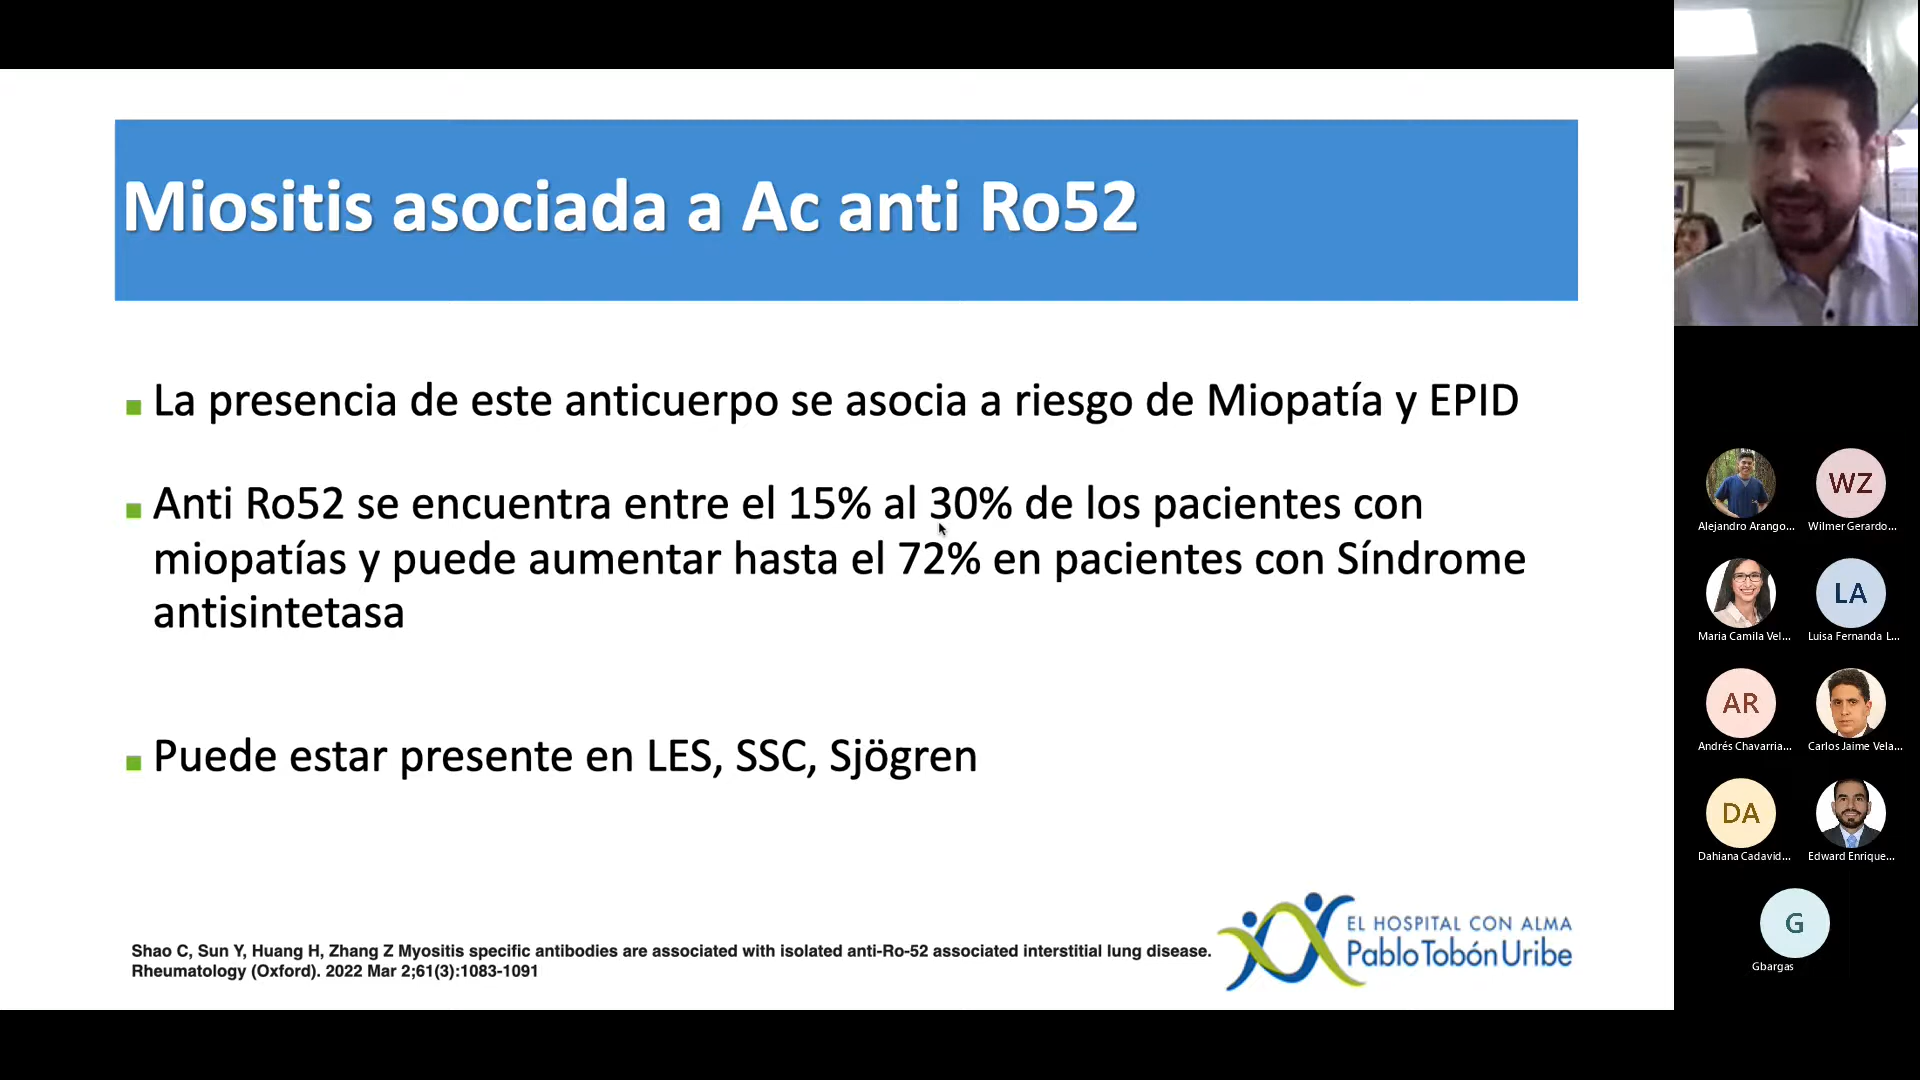 Miositis asociada a Ac anti Ro52
La presencia de este anticuerpo se asocia a riesgo de Miopatía y EPID
Anti Ro52 se encuentra entre el 15% al 30% de los pacientes con
miopatías y puede aumentar hasta el 72% en pacientes con Síndrome
antisintetasa
Puede estar presente en LES, SSC, Sjögren
Shao C, Sun Y, Huang H, Zhang Z Myositis specific antibodies are associated with isolated anti-Ro-52 associated interstitial lung disease.
Rheumatology (Oxford). 2022 Mar 2;61(3):1083-1091
EL HOSPITAL CON ALMA
Pablo Tobón Uribe
WZ
Alejandro Arango...
Wilmer Gerardo...
LA
Maria Camila Vel...
Luisa Fernanda L...
AR
Andrés Chavarria...
Carlos Jaime Vela...
DA
Dahiana Cadavid...
Edward Enrique...
G
Gbargas